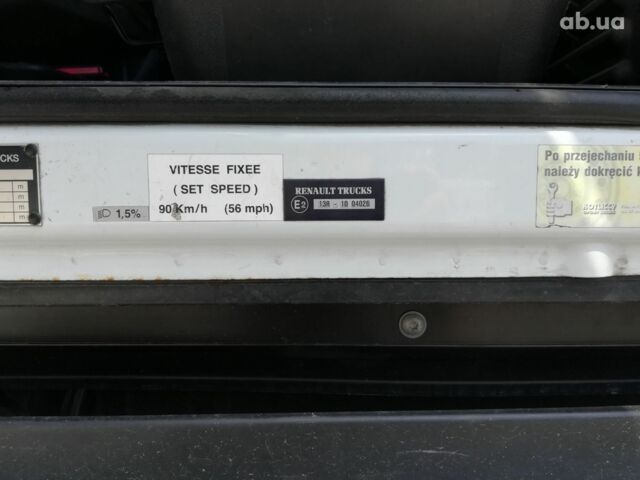 ab.ua
CKS
m
m
m
m
1,5%
VITESSE FIXEE
( SET SPEED )
90 Km/h (56 mph)
RENAULT TRUCKS
E2 13R - 10 04026
Po przejechaniu
należy dokręcić k